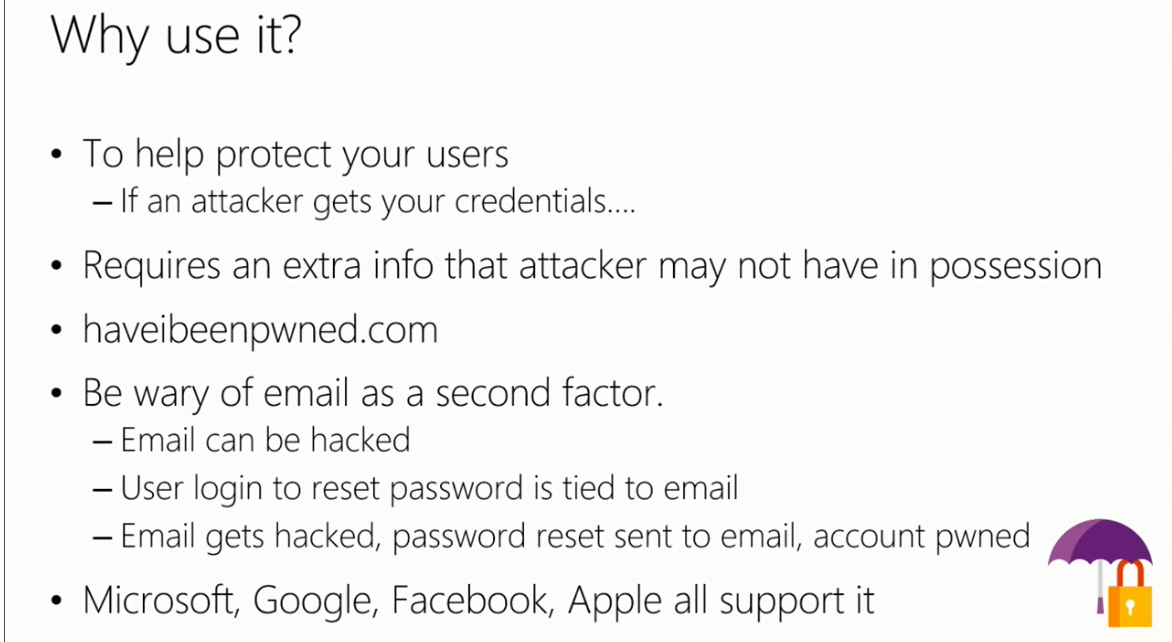 Why use it?
• To help protect your users
– If an attacker gets your credentials....
• Requires an extra info that attacker may not have in possession
• haveibeenpwned.com
• Be wary of email as a second factor.
– Email can be hacked
– User login to reset password is tied to email
– Email gets hacked, password reset sent to email, account pwned
• Microsoft, Google, Facebook, Apple all support it